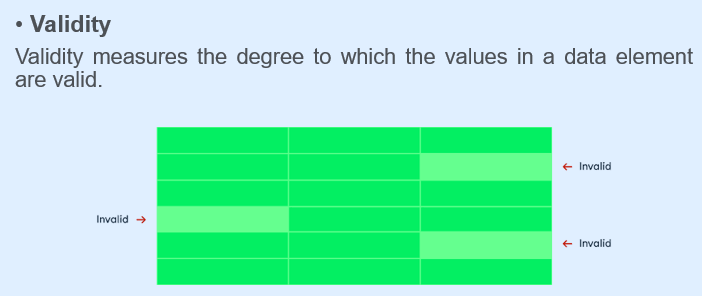 • Validity
Validity measures the degree to which the values in a data element
are valid.
← Invalid
Invalid →
← Invalid